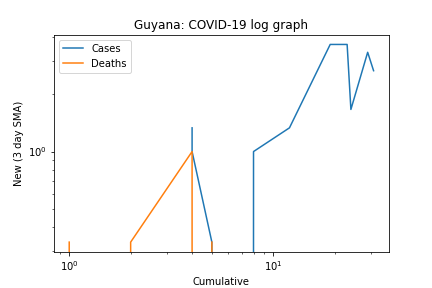 Guyana: COVID-19 log graph
Cases
Deaths
New (3 day SMA)
10⁰
10⁰
10¹
Cumulative